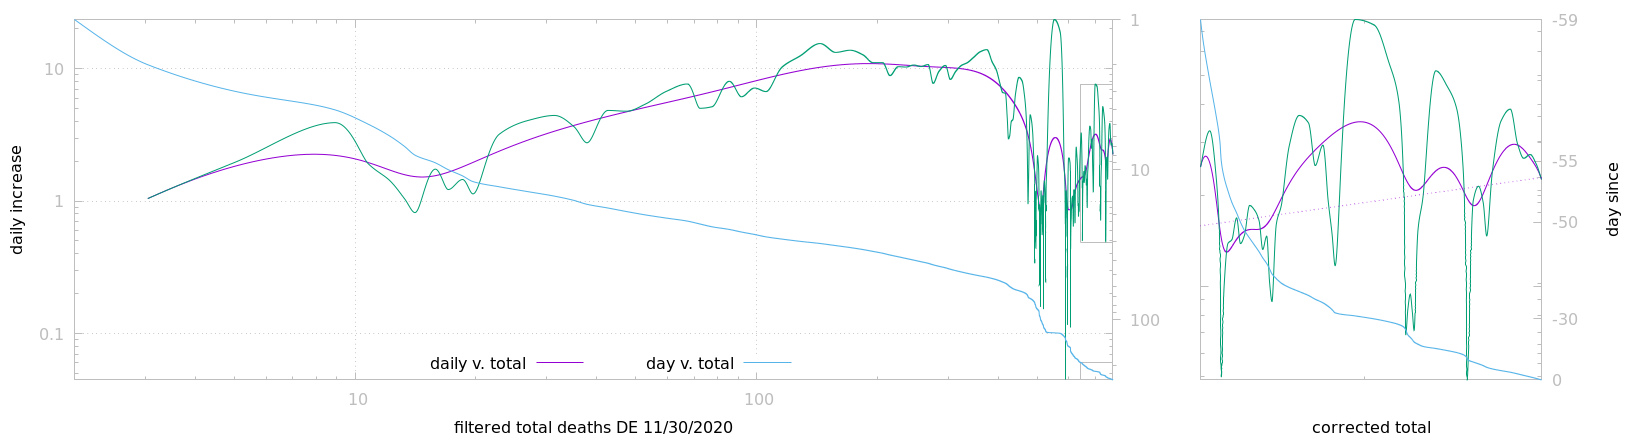 daily increase
10
1
0.1
daily v. total
day v. total
10
100
filtered total deaths DE 11/30/2020
1
10
100
-59
-55
-50
-30
0
day since
corrected total